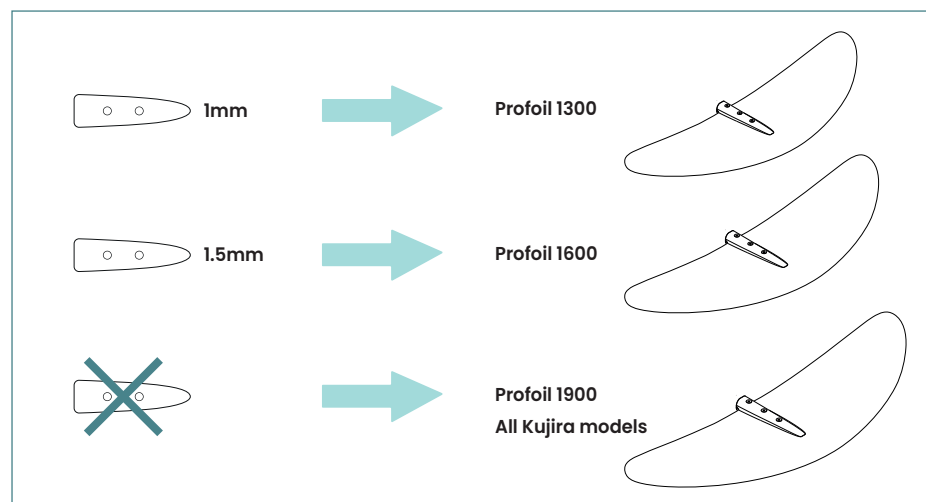 1mm
Profoil 1300
1.5mm
Profoil 1600
Profoil 1900
All Kujira models